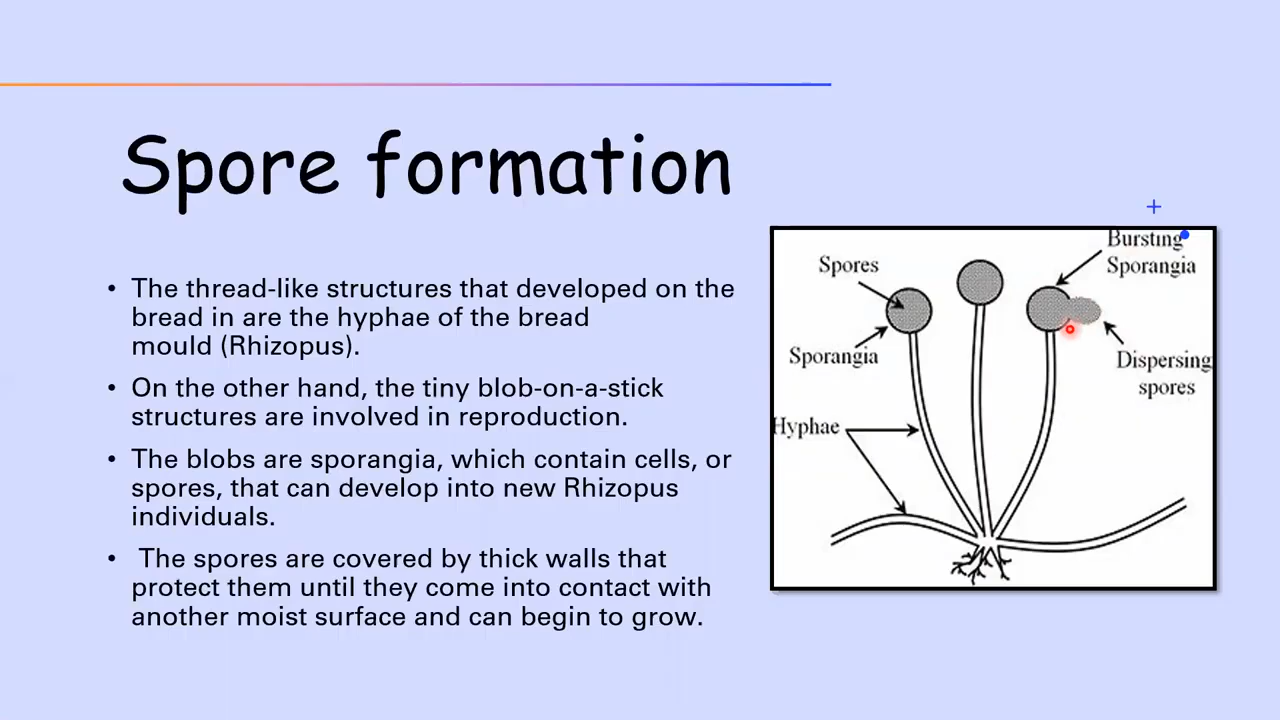 Spore formation
• The thread-like structures that developed on the
bread in are the hyphae of the bread
mould (Rhizopus).
• On the other hand, the tiny blob-on-a-stick
structures are involved in reproduction.
• The blobs are sporangia, which contain cells, or
spores, that can develop into new Rhizopus
individuals.
• The spores are covered by thick walls that
protect them until they come into contact with
another moist surface and can begin to grow.
Spores
Bursting
Sporangia
Sporangia
Dispersing
spores
Hyphae